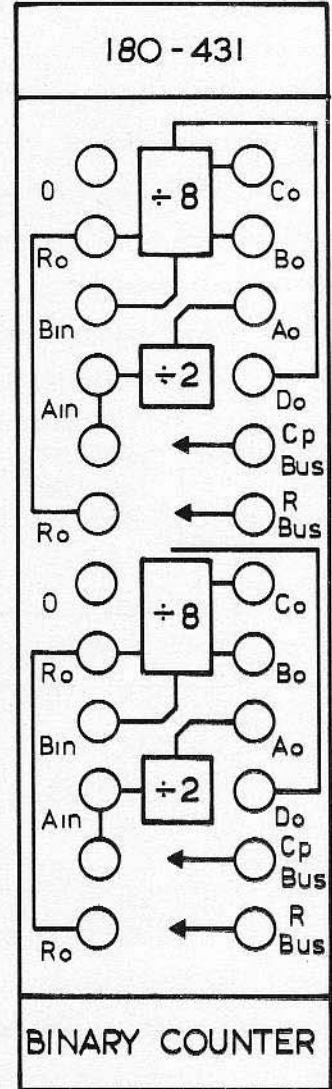 180-431
0
÷8
Co
Ro
Bo
Bin
Ao
Ain
÷2
Do
Cp
Bus
Ro
R
Bus
0
÷8
Co
Ro
Bo
Bin
Ao
Ain
÷2
Do
Cp
Bus
Ro
R
Bus
BINARY COUNTER